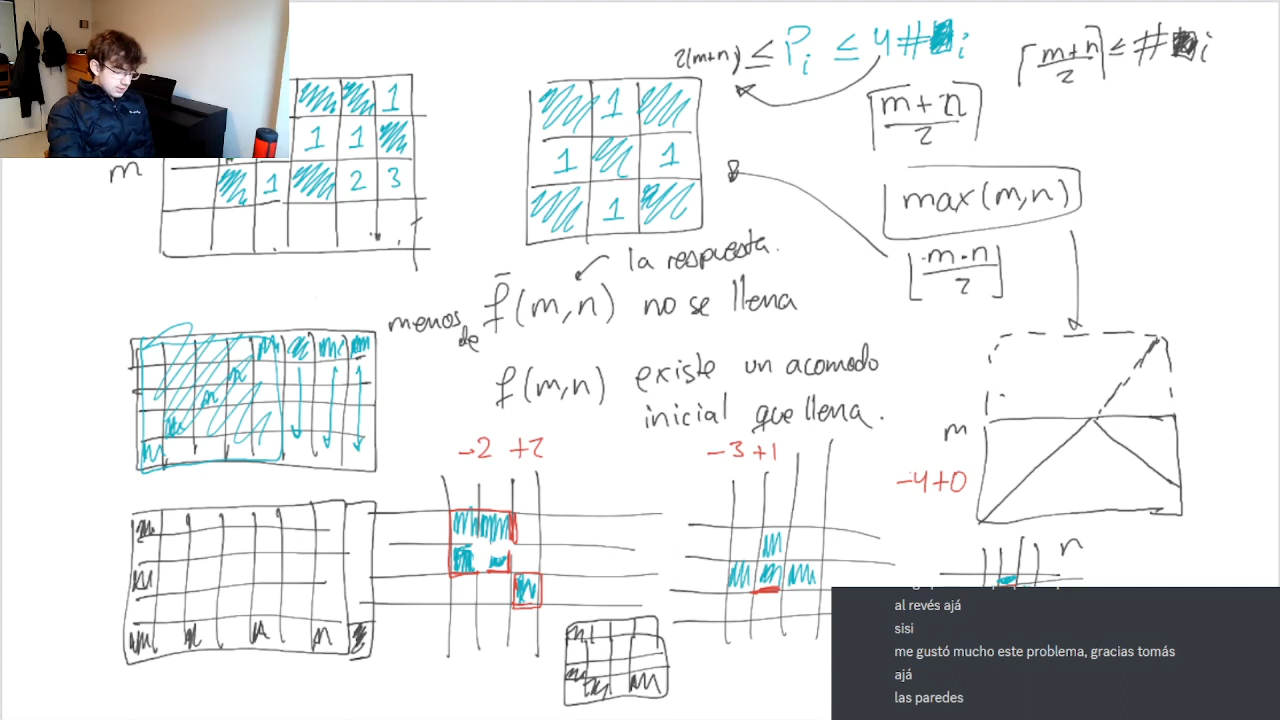 2(m+n) ≤ P_i ≤ 4#■i
⌈m+n/2⌉ ≤ #■i
⌈m+n/2⌉
max(m,n)
⌊m·n/2⌋
1
1 1
1 2 3
m
1
1 1
1
la respuesta.
menos de f̄(m,n) no se llena
f(m,n) existe un acomodo
inicial que llena.
m
n
-2 +2
-3 +1
-4 +0
al revés ajá
sisi
me gustó mucho este problema, gracias tomás
ajá
las paredes